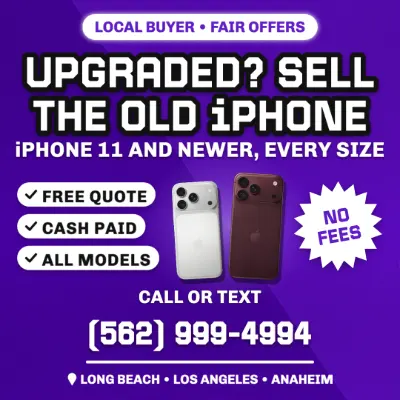 LOCAL BUYER • FAIR OFFERS
UPGRADED? SELL
THE OLD iPHONE
iPHONE 11 AND NEWER, EVERY SIZE
✓ FREE QUOTE
✓ CASH PAID
✓ ALL MODELS
NO
FEES
CALL OR TEXT
(562) 999-4994
LONG BEACH • LOS ANGELES • ANAHEIM